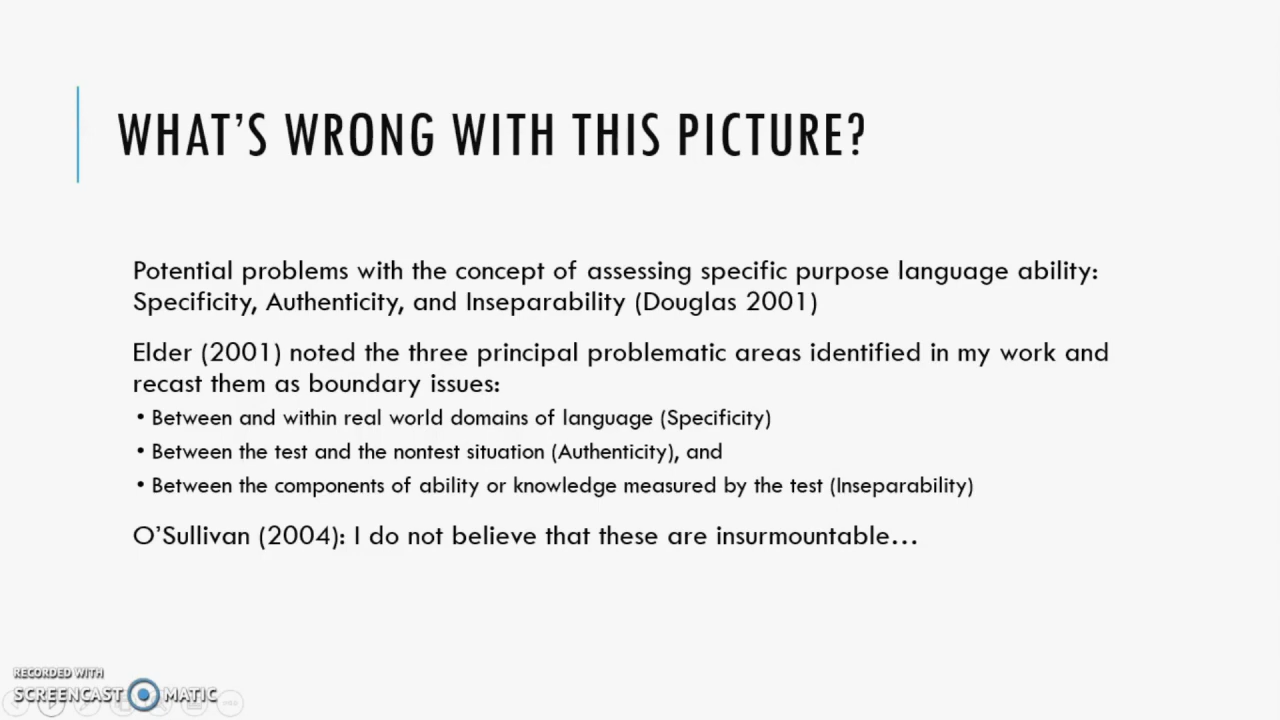 WHAT'S WRONG WITH THIS PICTURE?
Potential problems with the concept of assessing specific purpose language ability:
Specificity, Authenticity, and Inseparability (Douglas 2001)
Elder (2001) noted the three principal problematic areas identified in my work and
recast them as boundary issues:
• Between and within real world domains of language (Specificity)
• Between the test and the nontest situation (Authenticity), and
• Between the components of ability or knowledge measured by the test (Inseparability)
O'Sullivan (2004): I do not believe that these are insurmountable…
RECORDED WITH
SCREENCAST MATIC